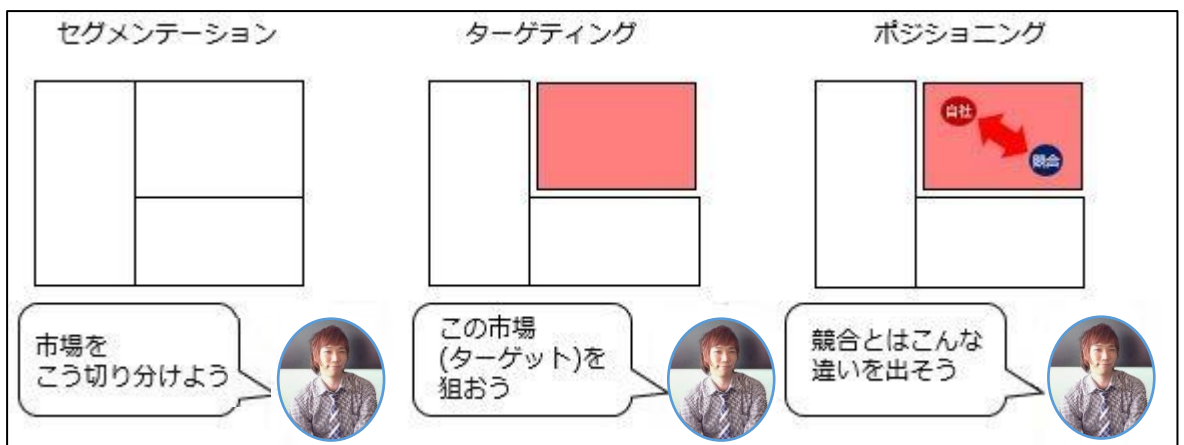 セグメンテーション
ターゲティング
ポジショニング
自社
競合
市場を
こう切り分けよう
この市場
(ターゲット)を
狙おう
競合とはこんな
違いを出そう